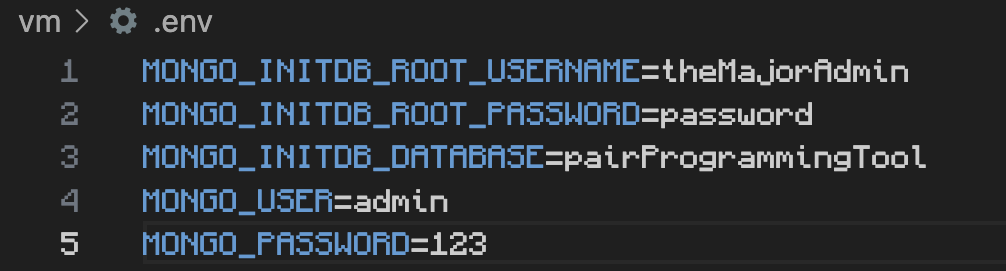 vm > .env
1 MONGO_INITDB_ROOT_USERNAME=theMajorAdmin
2 MONGO_INITDB_ROOT_PASSWORD=password
3 MONGO_INITDB_DATABASE=pairProgrammingTool
4 MONGO_USER=admin
5 MONGO_PASSWORD=123